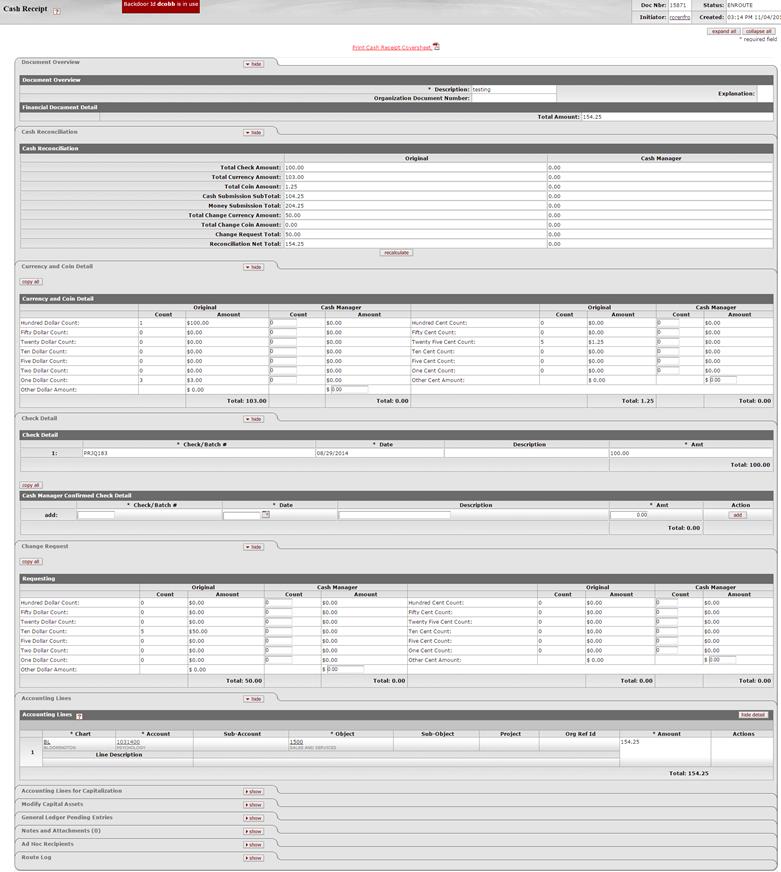 Cash Receipt ?
Backdoor Id dcobb is in use
Doc Nbr: 15871 Status: ENROUTE
Initiator: rorenfro Created: 03:14 PM 11/04/20
expand all collapse all
* required field
Print Cash Receipt Coversheet
Document Overview hide
Document Overview
* Description: testing Explanation:
Organization Document Number:
Financial Document Detail
Total Amount: 154.25
Cash Reconciliation hide
Cash Reconciliation
Original Cash Manager
Total Check Amount: 100.00 0.00
Total Currency Amount: 103.00 0.00
Total Coin Amount: 1.25 0.00
Cash Submission SubTotal: 104.25 0.00
Money Submission Total: 204.25 0.00
Total Change Currency Amount: 50.00 0.00
Total Change Coin Amount: 0.00 0.00
Change Request Total: 50.00 0.00
Reconciliation Net Total: 154.25 0.00
recalculate
Currency and Coin Detail hide
copy all
Currency and Coin Detail
Original Cash Manager Original Cash Manager
Count Amount Count Amount Count Amount Count Amount
Hundred Dollar Count: 1 $100.00 0 $0.00 Hundred Cent Count: 0 $0.00 0 $0.00
Fifty Dollar Count: 0 $0.00 0 $0.00 Fifty Cent Count: 0 $0.00 0 $0.00
Twenty Dollar Count: 0 $0.00 0 $0.00 Twenty Five Cent Count: 5 $1.25 0 $0.00
Ten Dollar Count: 0 $0.00 0 $0.00 Ten Cent Count: 0 $0.00 0 $0.00
Five Dollar Count: 0 $0.00 0 $0.00 Five Cent Count: 0 $0.00 0 $0.00
Two Dollar Count: 0 $0.00 0 $0.00 One Cent Count: 0 $0.00 0 $0.00
One Dollar Count: 3 $3.00 0 $0.00 Other Cent Amount: $ 0.00 $ 0.00
Other Dollar Amount: $ 0.00 $ 0.00
Total: 103.00 Total: 0.00 Total: 1.25 Total: 0.00
Check Detail hide
Check Detail
* Check/Batch # * Date Description * Amt
1: PRJQ183 08/29/2014 100.00
Total: 100.00
copy all
Cash Manager Confirmed Check Detail
* Check/Batch # * Date Description * Amt Action
add: 0.00 add
Total: 0.00
Change Request hide
copy all
Requesting
Original Cash Manager Original Cash Manager
Count Amount Count Amount Count Amount Count Amount
Hundred Dollar Count: 0 $0.00 0 $0.00 Hundred Cent Count: 0 $0.00 0 $0.00
Fifty Dollar Count: 0 $0.00 0 $0.00 Fifty Cent Count: 0 $0.00 0 $0.00
Twenty Dollar Count: 0 $0.00 0 $0.00 Twenty Five Cent Count: 0 $0.00 0 $0.00
Ten Dollar Count: 5 $50.00 0 $0.00 Ten Cent Count: 0 $0.00 0 $0.00
Five Dollar Count: 0 $0.00 0 $0.00 Five Cent Count: 0 $0.00 0 $0.00
Two Dollar Count: 0 $0.00 0 $0.00 One Cent Count: 0 $0.00 0 $0.00
One Dollar Count: 0 $0.00 0 $0.00 Other Cent Amount: $ 0.00 $ 0.00
Other Dollar Amount: $ 0.00 $ 0.00
Total: 50.00 Total: 0.00 Total: 0.00 Total: 0.00
Accounting Lines hide
Accounting Lines ? hide detail
* Chart * Account Sub-Account * Object Sub-Object Project Org Ref Id * Amount Actions
1 BL 1031400 1500 154.25
BLOOMINGTON PSYCHOLOGY SALES AND SERVICES
Line Description
Total: 154.25
Accounting Lines for Capitalization show
Modify Capital Assets show
General Ledger Pending Entries show
Notes and Attachments (0) show
Ad Hoc Recipients show
Route Log show